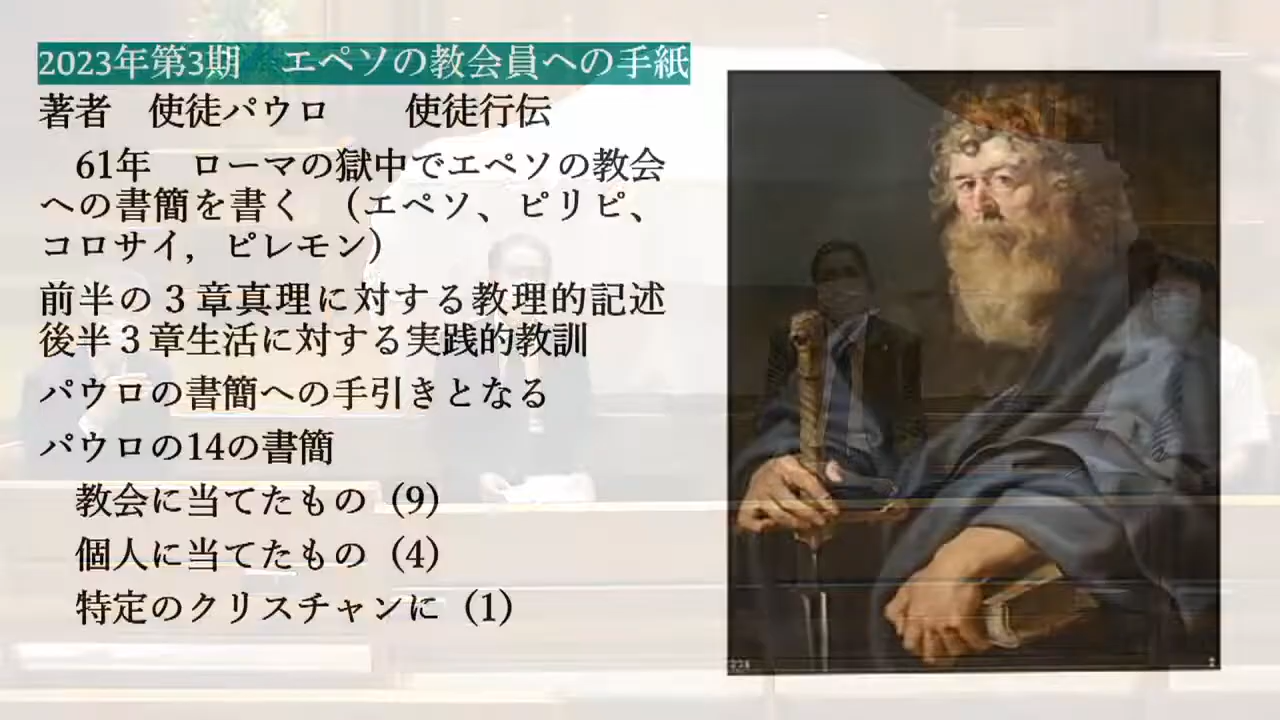 2023年第3期　エペソの教会員への手紙
著者　使徒パウロ　　使徒行伝
61年　ローマの獄中でエペソの教会
への書簡を書く　（エペソ、ピリピ、
コロサイ，ピレモン）
前半の３章真理に対する教理的記述
後半３章生活に対する実践的教訓
パウロの書簡への手引きとなる
パウロの14の書簡
教会に当てたもの（9）
個人に当てたもの（4）
特定のクリスチャンに（1）